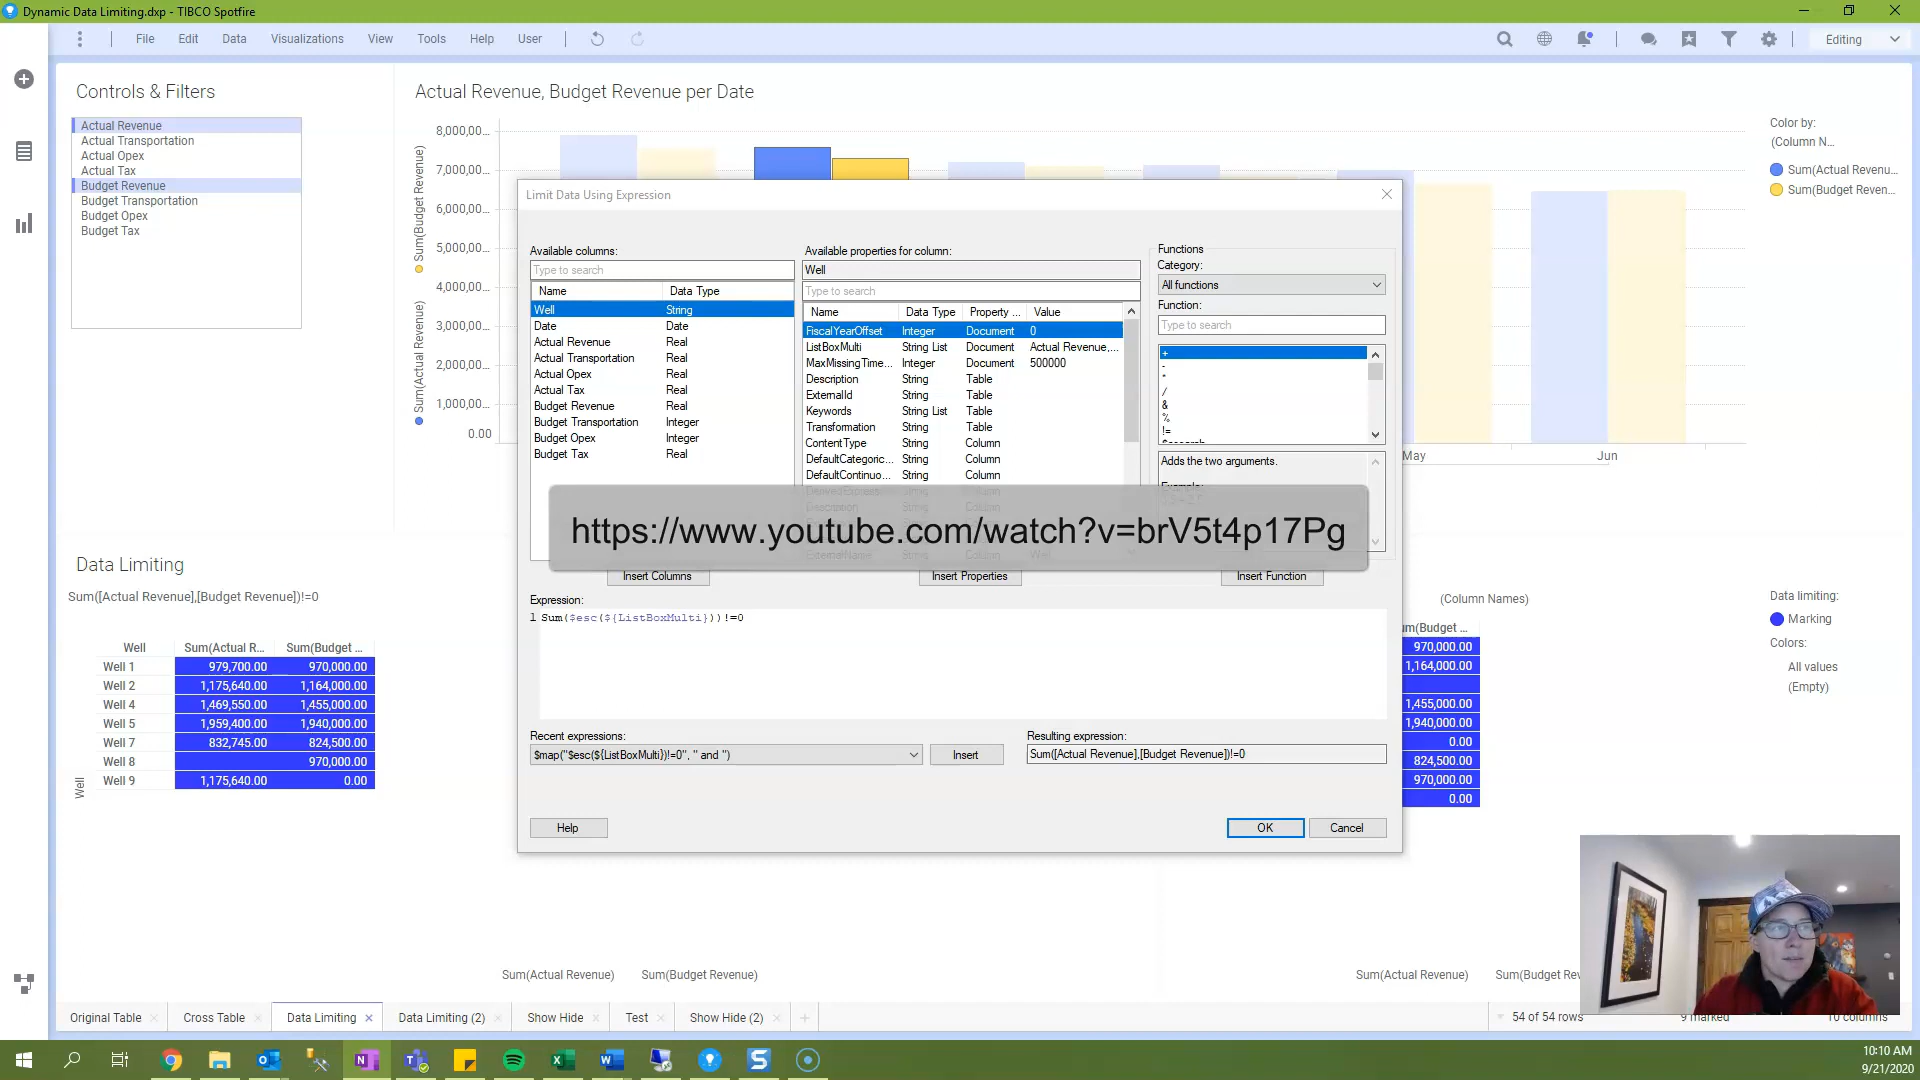 Dynamic Data Limiting.dxp - TIBCO Spotfire
File Edit Data Visualizations View Tools Help User Editing
Controls & Filters
Actual Revenue
Actual Transportation
Actual Opex
Actual Tax
Budget Revenue
Budget Transportation
Budget Opex
Budget Tax
Actual Revenue, Budget Revenue per Date
Sum(Budget Revenue)
Sum(Actual Revenue)
8,000,00...
7,000,00...
6,000,00...
5,000,00...
4,000,00...
3,000,00...
2,000,00...
1,000,00...
0.00
May Jun
Color by:
(Column N...
Sum(Actual Revenu...
Sum(Budget Reven...
Limit Data Using Expression
Available columns:
Type to search
Name Data Type
Well String
Date Date
Actual Revenue Real
Actual Transportation Real
Actual Opex Real
Actual Tax Real
Budget Revenue Real
Budget Transportation Integer
Budget Opex Integer
Budget Tax Real
Insert Columns
Available properties for column:
Well
Type to search
Name Data Type Property ... Value
FiscalYearOffset Integer Document 0
ListBoxMulti String List Document Actual Revenue,...
MaxMissingTime... Integer Document 500000
Description String Table
ExternalId String Table
Keywords String List Table
Transformation String Table
ContentType String Column
DefaultCategoric... String Column
DefaultContinuo... String Column
Insert Properties
Functions
Category:
All functions
Function:
Type to search
+
-
*
/
&
%
!=
Adds the two arguments.
Insert Function
https://www.youtube.com/watch?v=brV5t4p17Pg
Expression:
1 Sum($esc(${ListBoxMulti}))!=0
Recent expressions:
$map("$esc(${ListBoxMulti})!=0", " and ")
Insert
Resulting expression:
Sum([Actual Revenue],[Budget Revenue])!=0
Help
OK Cancel
Data Limiting
Sum([Actual Revenue],[Budget Revenue])!=0
Well Sum(Actual R... Sum(Budget ...
Well 1 979,700.00 970,000.00
Well 2 1,175,640.00 1,164,000.00
Well 4 1,469,550.00 1,455,000.00
Well 5 1,959,400.00 1,940,000.00
Well 7 832,745.00 824,500.00
Well 8 970,000.00
Well 9 1,175,640.00 0.00
Well
Sum(Actual Revenue) Sum(Budget Revenue)
(Column Names)
um(Budget ...
970,000.00
1,164,000.00
1,455,000.00
1,940,000.00
0.00
824,500.00
970,000.00
0.00
Sum(Actual Revenue) Sum(Budget Rev
Data limiting:
Marking
Colors:
All values
(Empty)
Original Table Cross Table Data Limiting Data Limiting (2) Show Hide Test Show Hide (2)
54 of 54 rows 9 marked 10 columns
10:10 AM
9/21/2020